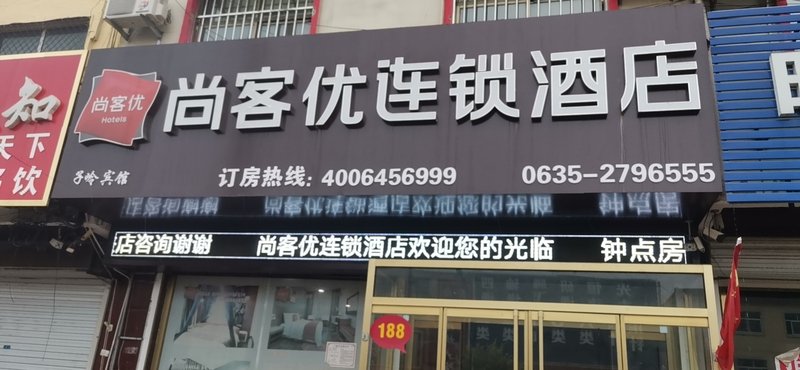 尚客优
Hotels
尚客优连锁酒店
子岭宾馆
订房热线: 4006456999
0635-2796555
店咨询谢谢 尚客优连锁酒店欢迎您的光临 钟点房
188
知
天下
名饮